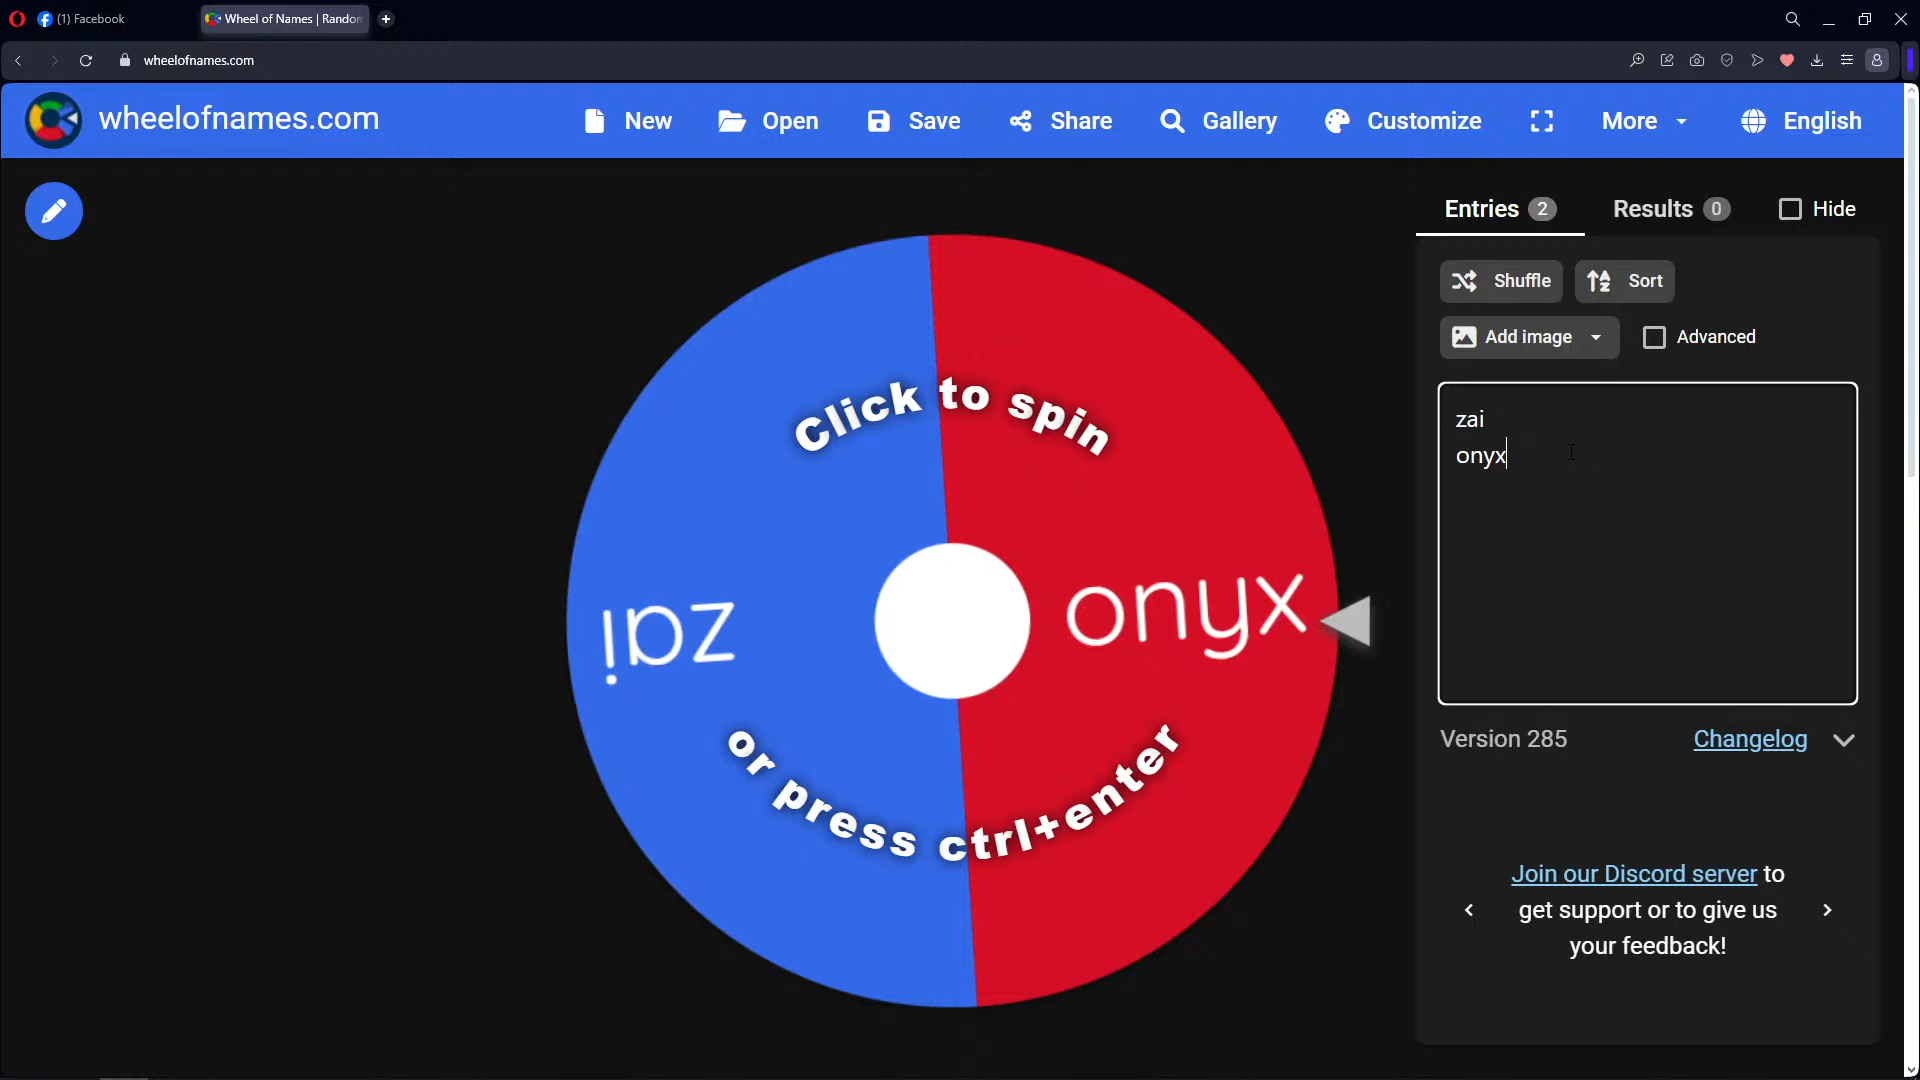 (1) Facebook
Wheel of Names | Randon
wheelofnames.com
wheelofnames.com
New
Open
Save
Share
Gallery
Customize
More
English
Entries 2
Results 0
Hide
Shuffle
Sort
Add image
Advanced
zai
onyx
Click to spin
zai
onyx
or press ctrl+enter
Version 285
Changelog
Join our Discord server to
get support or to give us
your feedback!